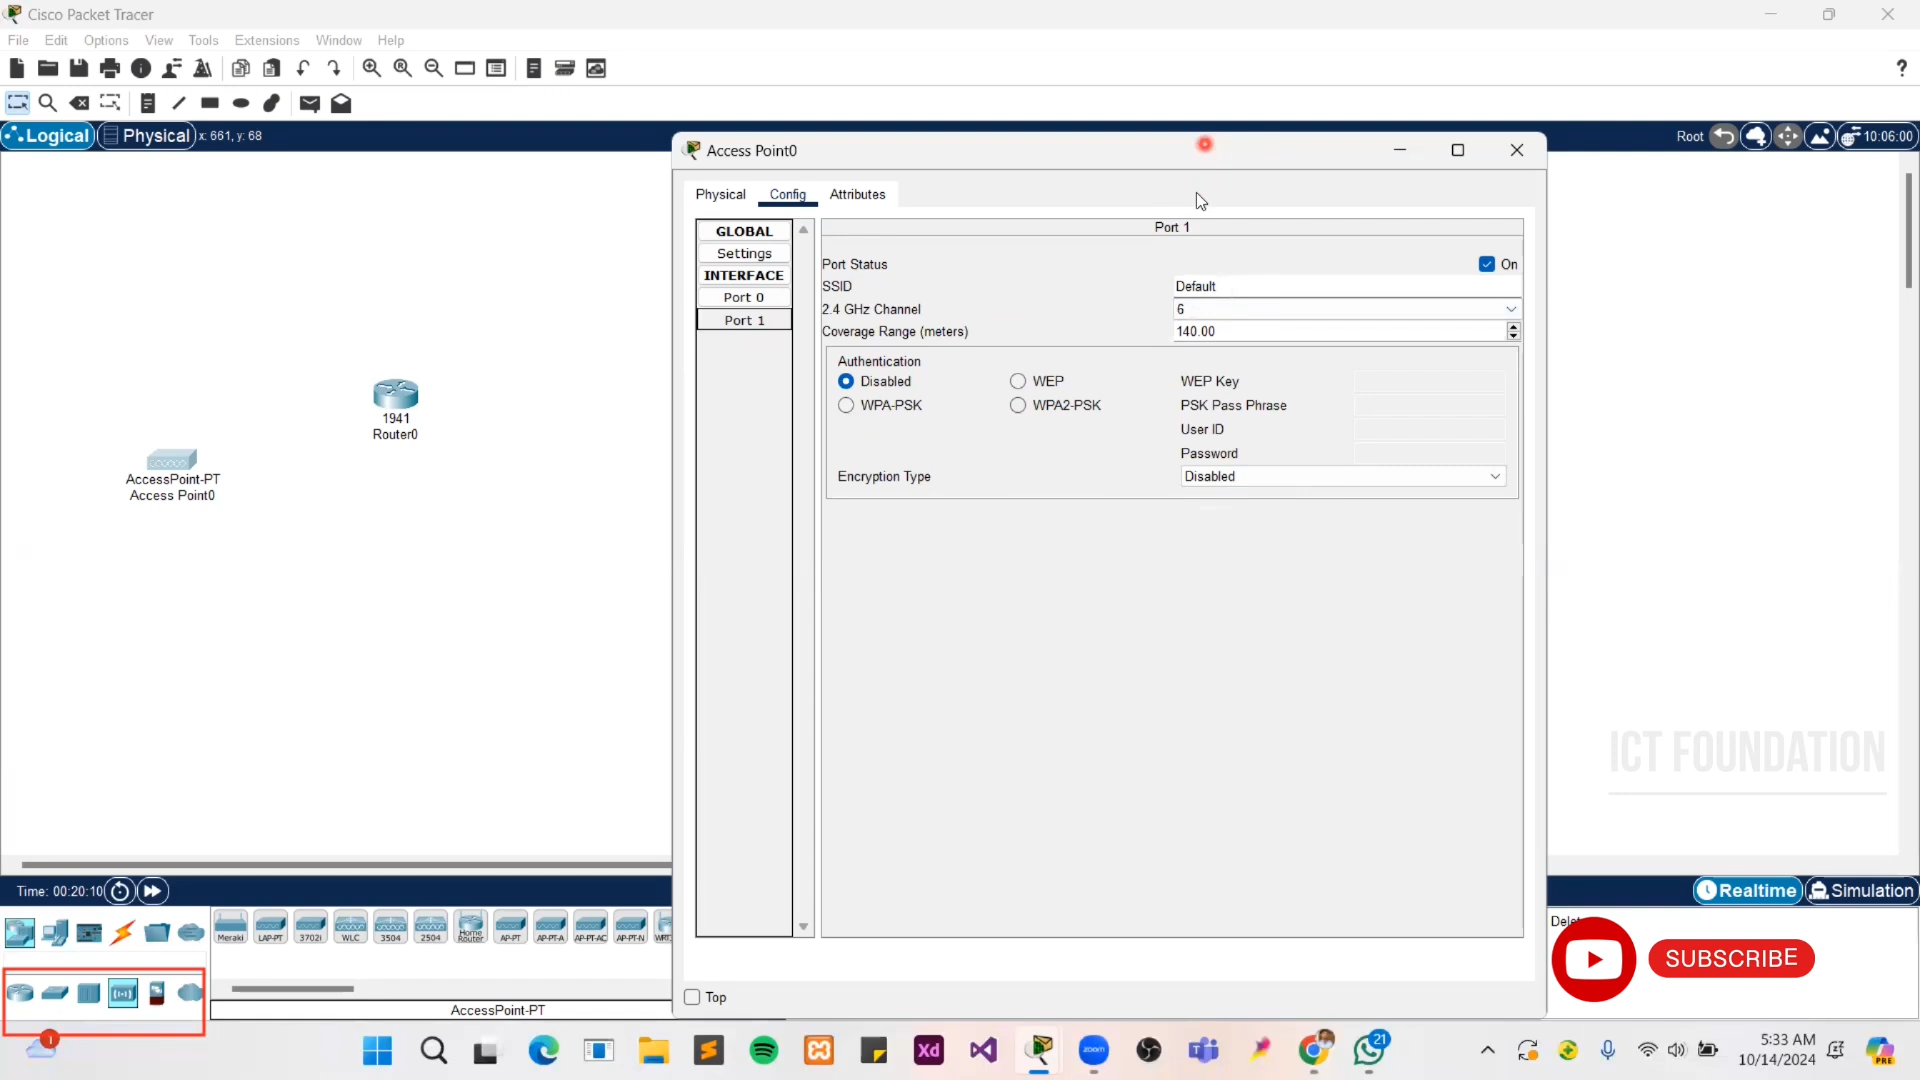 Cisco Packet Tracer
File Edit Options View Tools Extensions Window Help
?
Logical Physical x: 661, y: 68
Root 10:06:00
Access Point0
Physical Config Attributes
GLOBAL
Settings
INTERFACE
Port 0
Port 1
Port 1
Port Status On
SSID Default
2.4 GHz Channel 6
Coverage Range (meters) 140.00
Authentication
Disabled WEP WEP Key
WPA-PSK WPA2-PSK PSK Pass Phrase
User ID
Password
Encryption Type Disabled
1941
Router0
AccessPoint-PT
Access Point0
ICT FOUNDATION
Time: 00:20:10
Realtime Simulation
Meraki LAP-PT 3702i WLC 3504 2504 Home Router AP-PT AP-PT-A AP-PT-AC AP-PT-N
SUBSCRIBE
Top
AccessPoint-PT
1
Xd
zoom
21
5:33 AM
10/14/2024
PRE